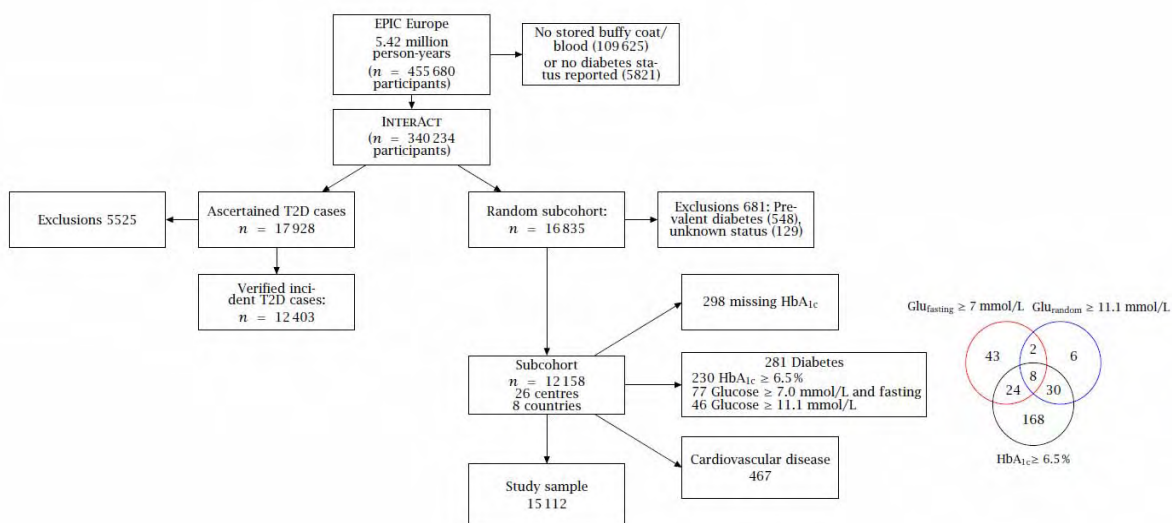 EPIC Europe
5.42 million
person-years
(n = 455 680
participants)
No stored buffy coat/
blood (109 625)
or no diabetes sta-
tus reported (5821)
INTERACT
(n = 340 234
participants)
Exclusions 5525
Ascertained T2D cases
n = 17 928
Random subcohort:
n = 16 835
Exclusions 681: Pre-
valent diabetes (548),
unknown status (129)
Verified inci-
dent T2D cases:
n = 12 403
298 missing HbA1c
Subcohort
n = 12 158
26 centres
8 countries
281 Diabetes
230 HbA1c ≥ 6.5%
77 Glucose ≥ 7.0 mmol/L and fasting
46 Glucose ≥ 11.1 mmol/L
Cardiovascular disease
467
Study sample
15 112
Glufasting ≥ 7 mmol/L
Glurandom ≥ 11.1 mmol/L
43
2
6
8
24
30
168
HbA1c ≥ 6.5%